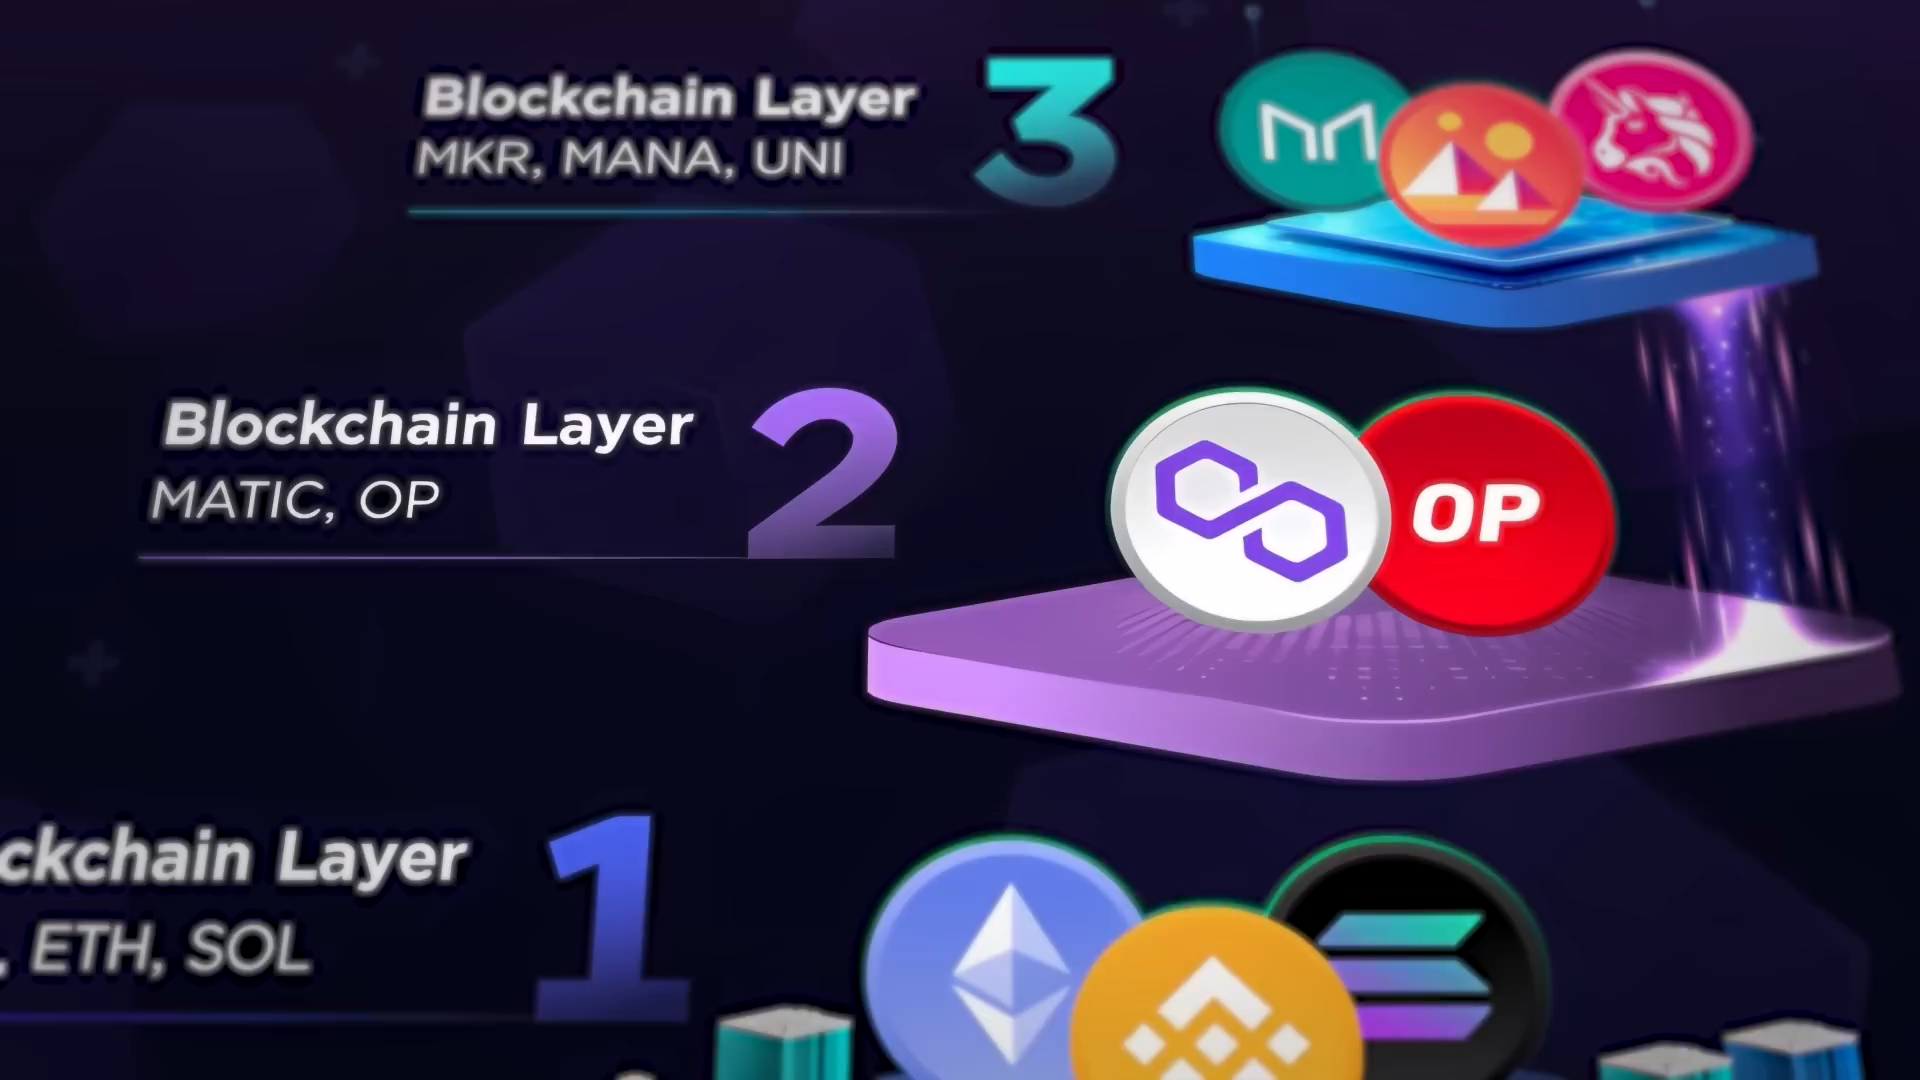 Blockchain Layer 3
MKR, MANA, UNI
Blockchain Layer 2
MATIC, OP
OP
ckchain Layer 1
, ETH, SOL